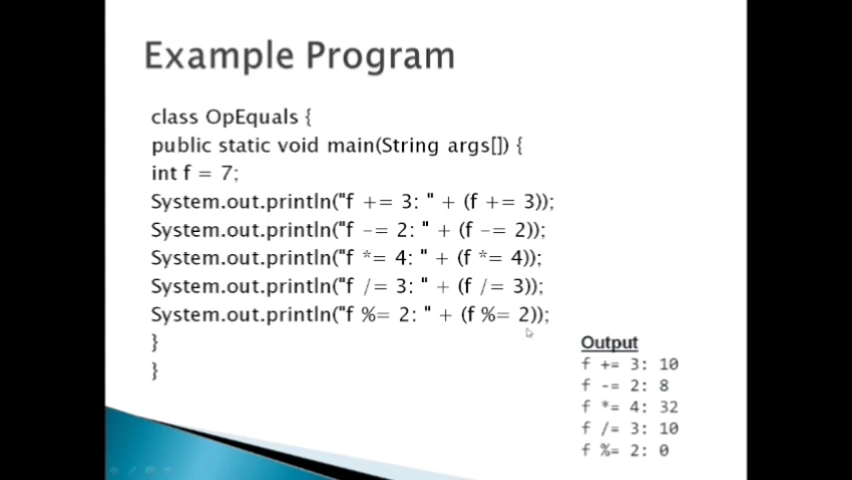 Example Program
class OpEquals {
public static void main(String args[]) {
int f = 7;
System.out.println("f += 3: " + (f += 3));
System.out.println("f -= 2: " + (f -= 2));
System.out.println("f *= 4: " + (f *= 4));
System.out.println("f /= 3: " + (f /= 3));
System.out.println("f %= 2: " + (f %= 2));
}
}
Output
f += 3: 10
f -= 2: 8
f *= 4: 32
f /= 3: 10
f %= 2: 0